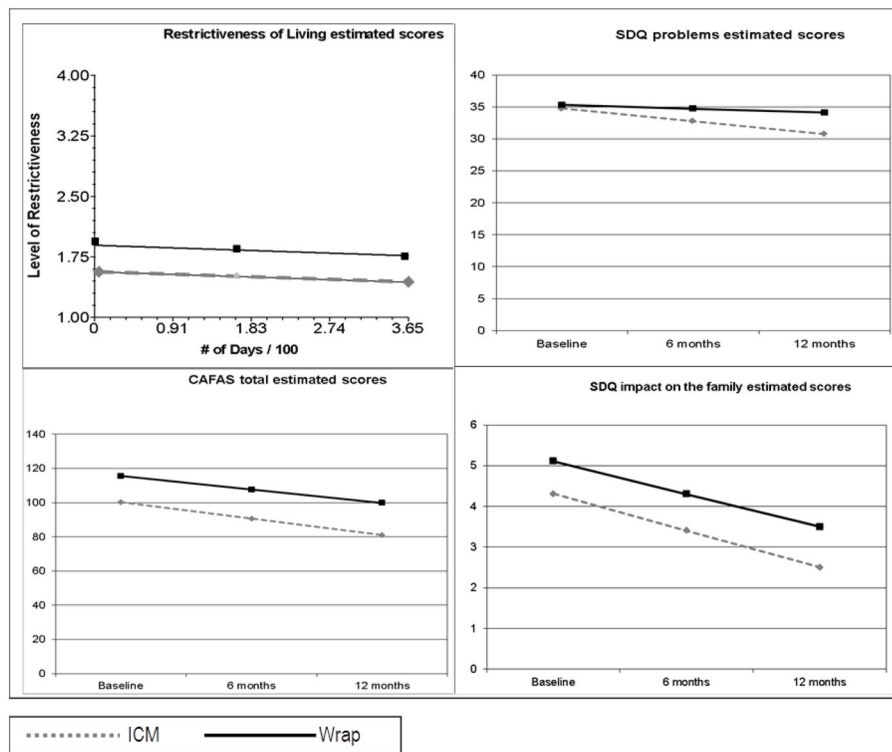 Restrictiveness of Living estimated scores
4.00
3.25
2.50
1.75
1.00
Level of Restrictiveness
0 0.91 1.83 2.74 3.65
# of Days / 100
SDQ problems estimated scores
40
35
30
25
20
15
10
5
0
Baseline 6 months 12 months
CAFAS total estimated scores
140
120
100
80
60
40
20
0
Baseline 6 months 12 months
SDQ impact on the family estimated scores
6
5
4
3
2
1
0
Baseline 6 months 12 months
ICM Wrap